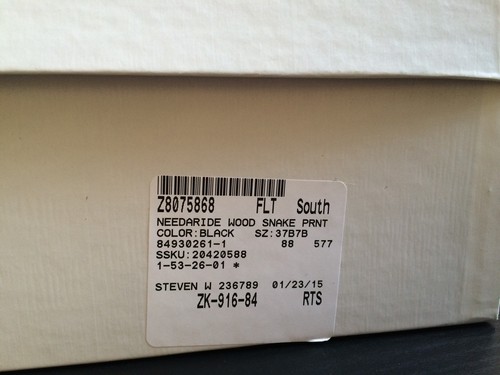 Z8075868 FLT South
NEEDARIDE WOOD SNAKE PRNT
COLOR:BLACK SZ:37B7B
84930261-1 88 577
SSKU:20420588
1-53-26-01 *
STEVEN W 236789 01/23/15
ZK-916-84 RTS